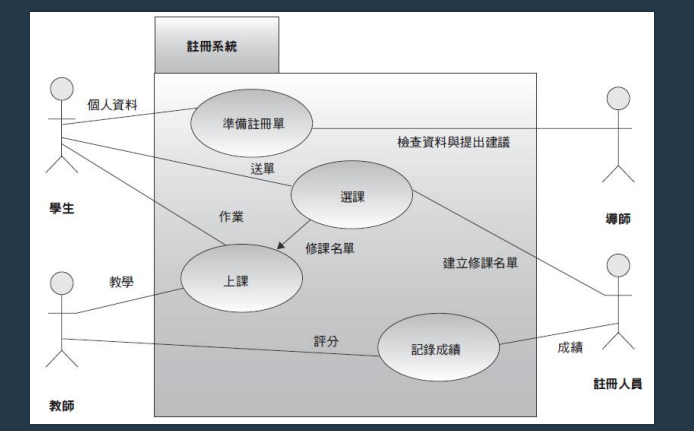 註冊系統
個人資料
準備註冊單
檢查資料與提出建議
送單
選課
學生
導師
作業
修課名單
建立修課名單
教學
上課
評分
記錄成績
成績
註冊人員
教師